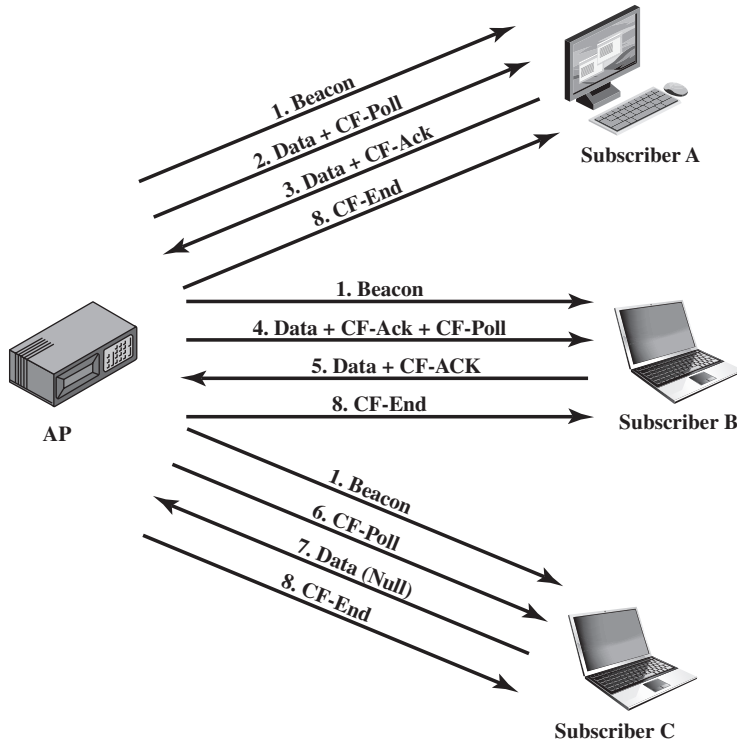 1. Beacon
2. Data + CF-Poll
3. Data + CF-Ack
8. CF-End
Subscriber A
1. Beacon
4. Data + CF-Ack + CF-Poll
5. Data + CF-ACK
8. CF-End
AP
Subscriber B
1. Beacon
6. CF-Poll
7. Data (Null)
8. CF-End
Subscriber C